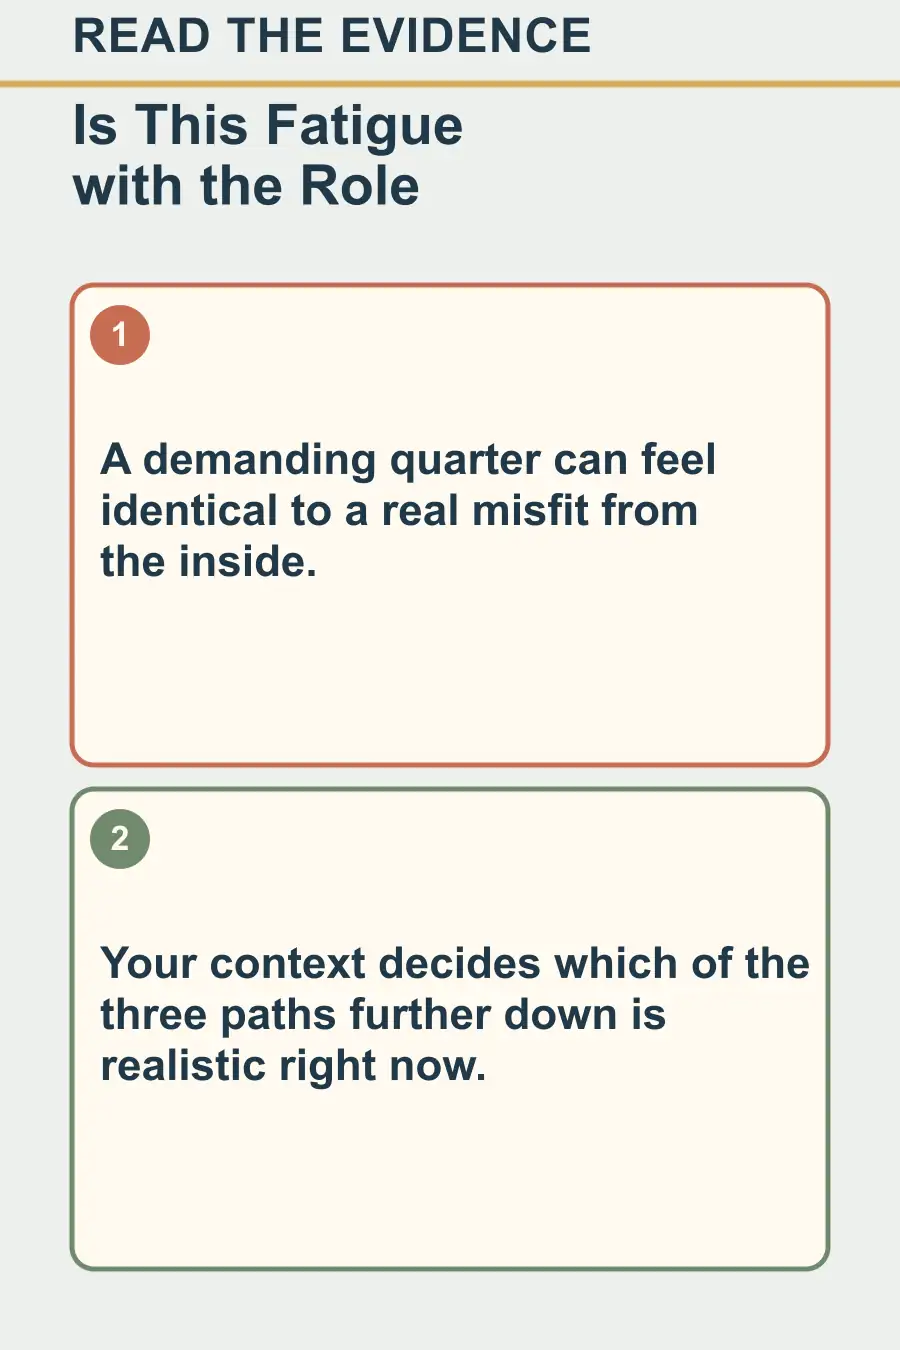 READ THE EVIDENCE
Is This Fatigue
with the Role
1
A demanding quarter can feel
identical to a real misfit from
the inside.
2
Your context decides which of the
three paths further down is
realistic right now.